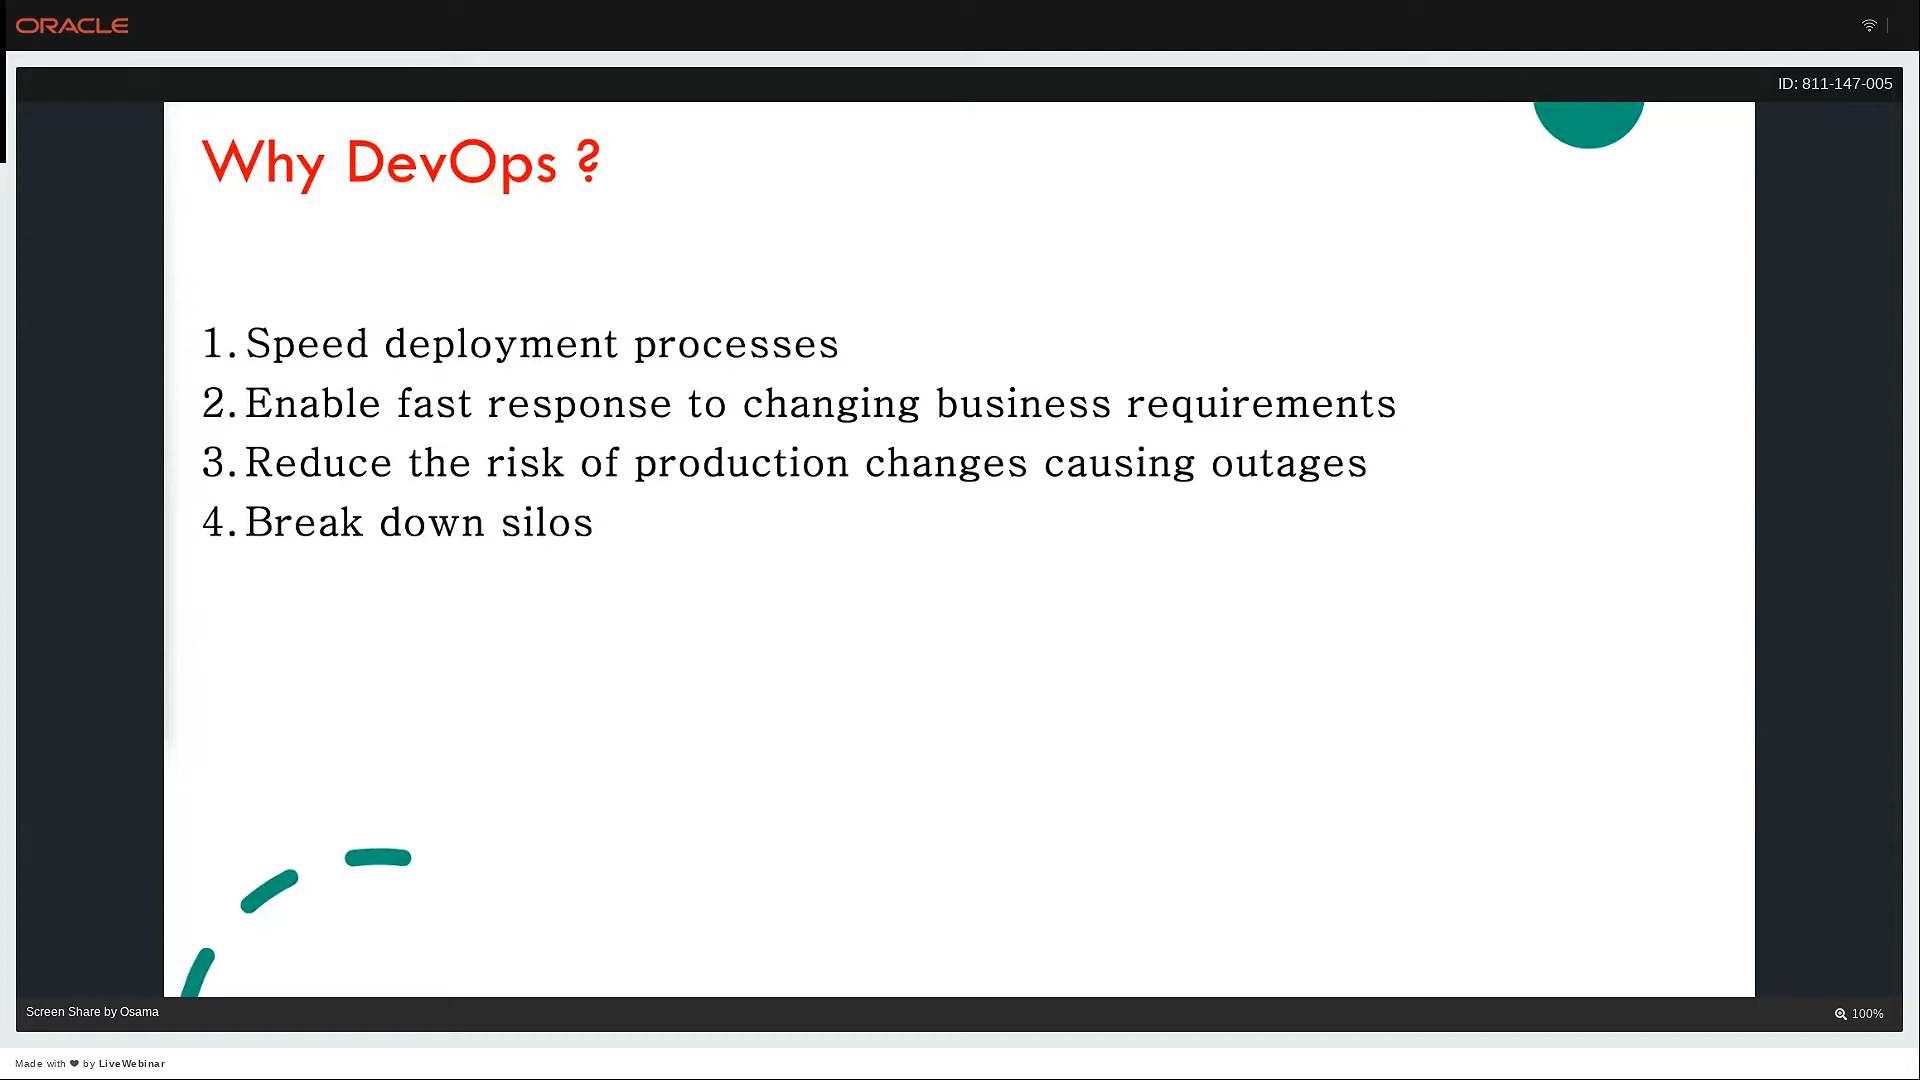 ORACLE
ID: 811-147-005
Why DevOps ?
1. Speed deployment processes
2. Enable fast response to changing business requirements
3. Reduce the risk of production changes causing outages
4. Break down silos
Screen Share by Osama
100%
Made with ♥ by LiveWebinar